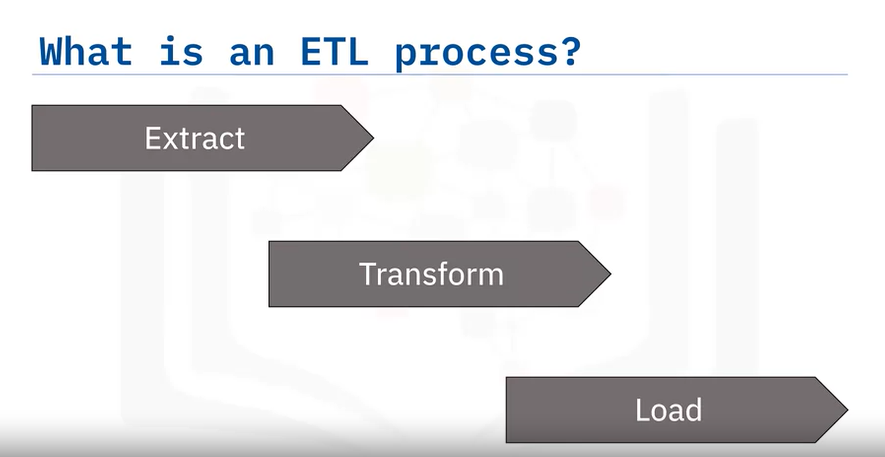 What is an ETL process?
Extract
Transform
Load